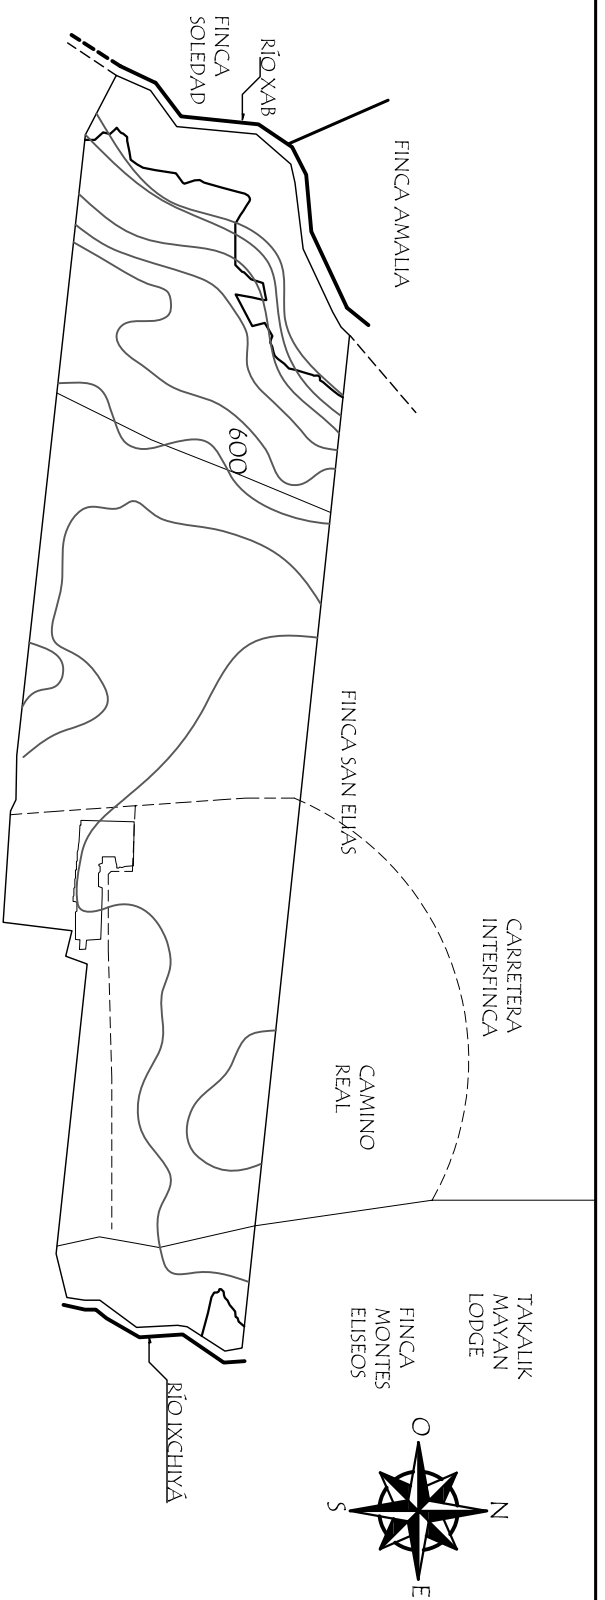 FINCA
SOLEDAD
RÍO XAB
FINCA AMALIA
600
FINCA SAN ELÍAS
CARRETERA
INTERFINCA
CAMINO
REAL
TAKALIK
MAYAN
LODGE
FINCA
MONTES
ELISEOS
RÍO IXCHIYÁ
N
O
E
S